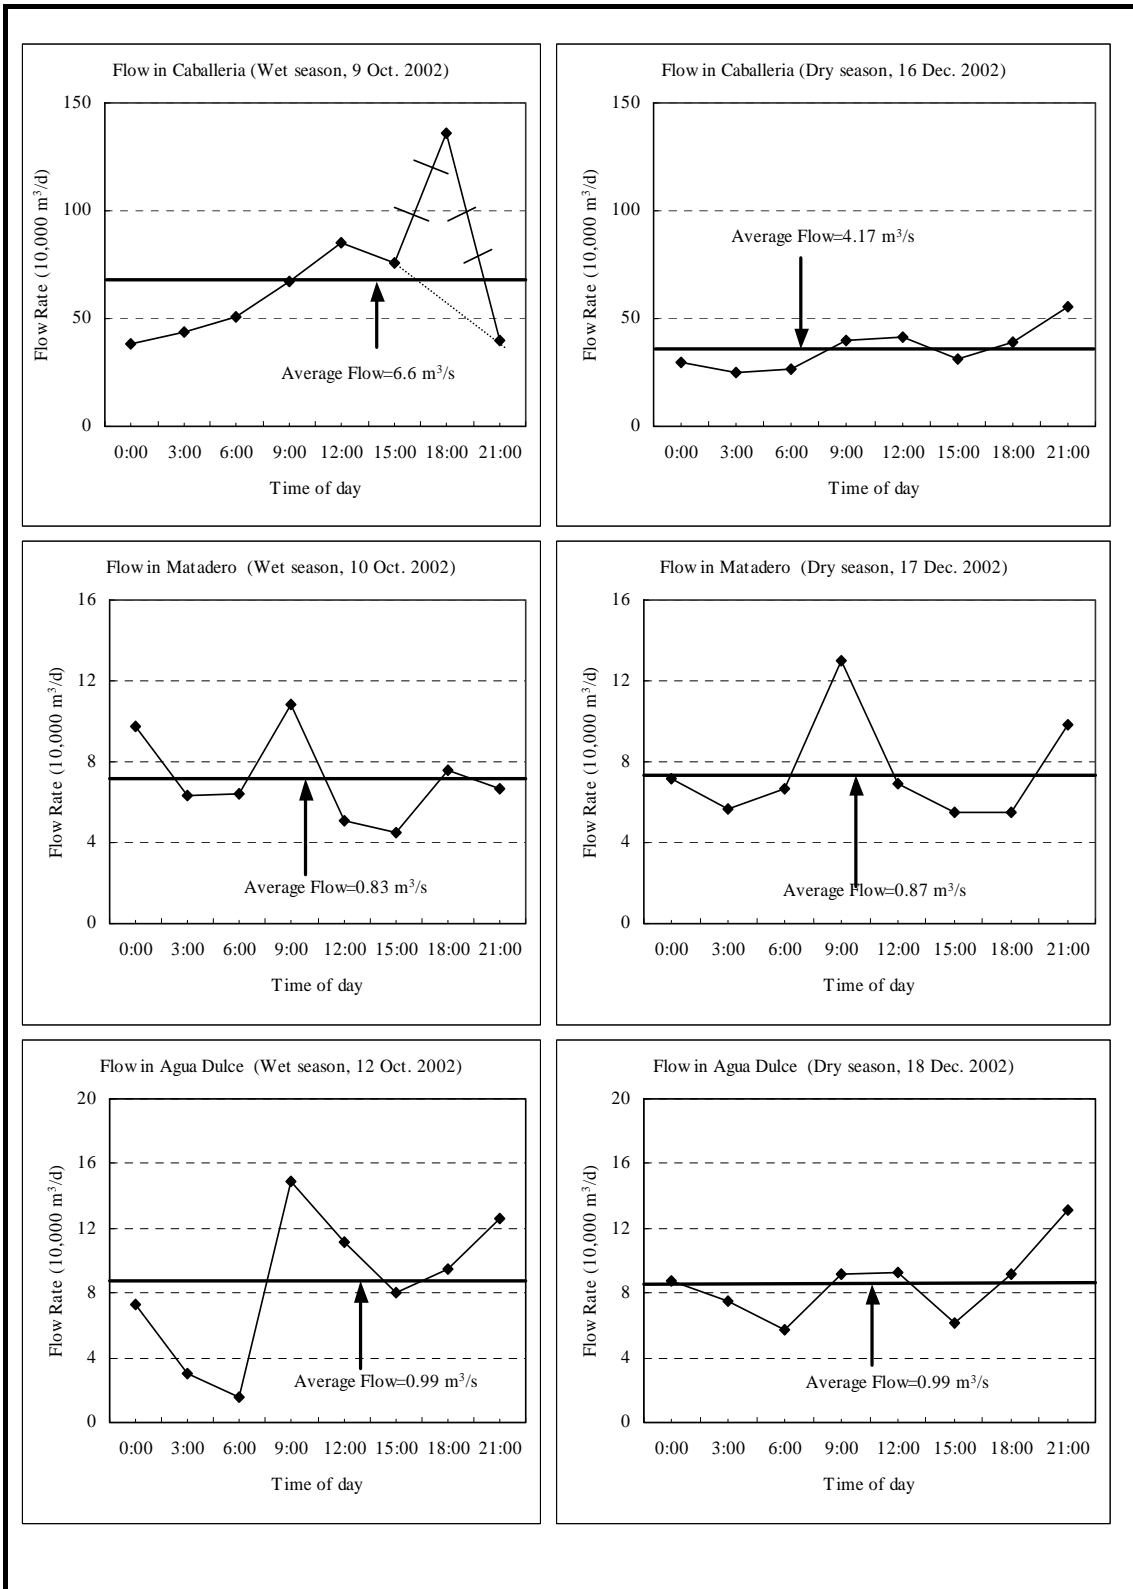 Flow in Caballeria (Wet season, 9 Oct. 2002)
150
100
50
0
Flow Rate (10,000 m³/d)
Average Flow=6.6 m³/s
0:00 3:00 6:00 9:00 12:00 15:00 18:00 21:00
Time of day
Flow in Caballeria (Dry season, 16 Dec. 2002)
150
100
50
0
Flow Rate (10,000 m³/d)
Average Flow=4.17 m³/s
0:00 3:00 6:00 9:00 12:00 15:00 18:00 21:00
Time of day
Flow in Matadero (Wet season, 10 Oct. 2002)
16
12
8
4
0
Flow Rate (10,000 m³/d)
Average Flow=0.83 m³/s
0:00 3:00 6:00 9:00 12:00 15:00 18:00 21:00
Time of day
Flow in Matadero (Dry season, 17 Dec. 2002)
16
12
8
4
0
Flow Rate (10,000 m³/d)
Average Flow=0.87 m³/s
0:00 3:00 6:00 9:00 12:00 15:00 18:00 21:00
Time of day
Flow in Agua Dulce (Wet season, 12 Oct. 2002)
20
16
12
8
4
0
Flow Rate (10,000 m³/d)
Average Flow=0.99 m³/s
0:00 3:00 6:00 9:00 12:00 15:00 18:00 21:00
Time of day
Flow in Agua Dulce (Dry season, 18 Dec. 2002)
20
16
12
8
4
0
Flow Rate (10,000 m³/d)
Average Flow=0.99 m³/s
0:00 3:00 6:00 9:00 12:00 15:00 18:00 21:00
Time of day